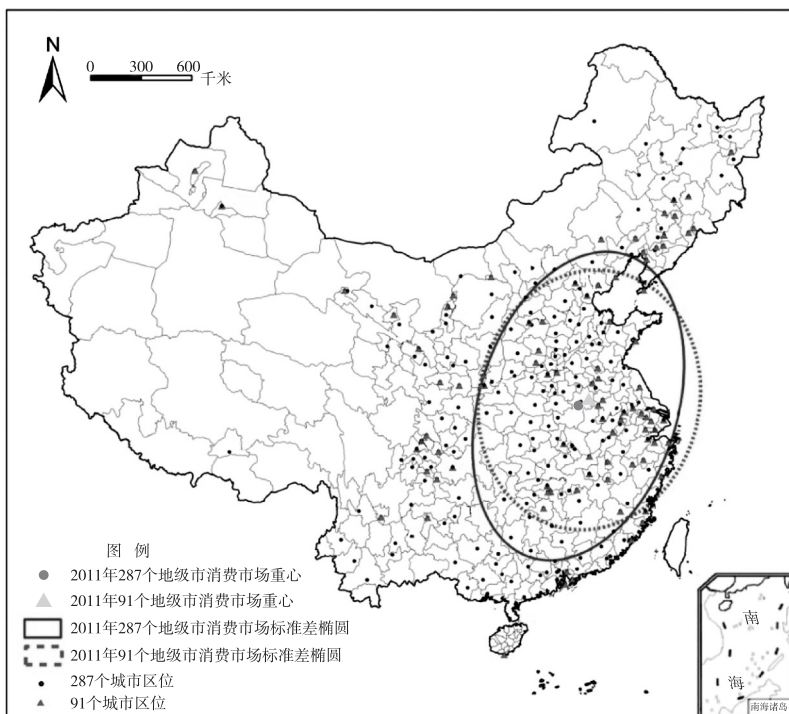 N
0 300 600
千米
图 例
2011年287个地级市消费市场重心
2011年91个地级市消费市场重心
2011年287个地级市消费市场标准差椭圆
2011年91个地级市消费市场标准差椭圆
287个城市区位
91个城市区位
南
海
南海诸岛